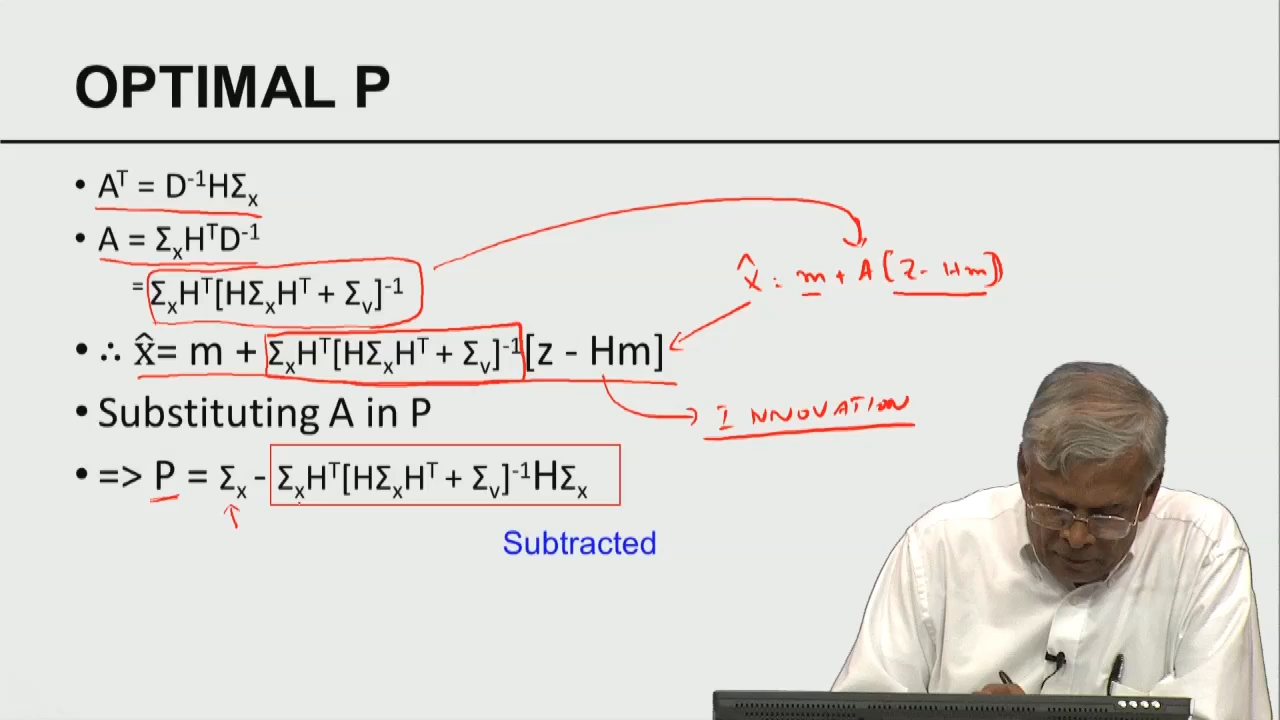 OPTIMAL P
• Aᵀ = D⁻¹HΣₓ
• A = ΣₓHᵀD⁻¹
= ΣₓHᵀ[HΣₓHᵀ + Σᵥ]⁻¹
x̂ : m + A (z - Hm)
• ∴ x̂= m + ΣₓHᵀ[HΣₓHᵀ + Σᵥ]⁻¹[z - Hm]
• Substituting A in P
INNOVATION
• => P = Σₓ - ΣₓHᵀ[HΣₓHᵀ + Σᵥ]⁻¹HΣₓ
Subtracted